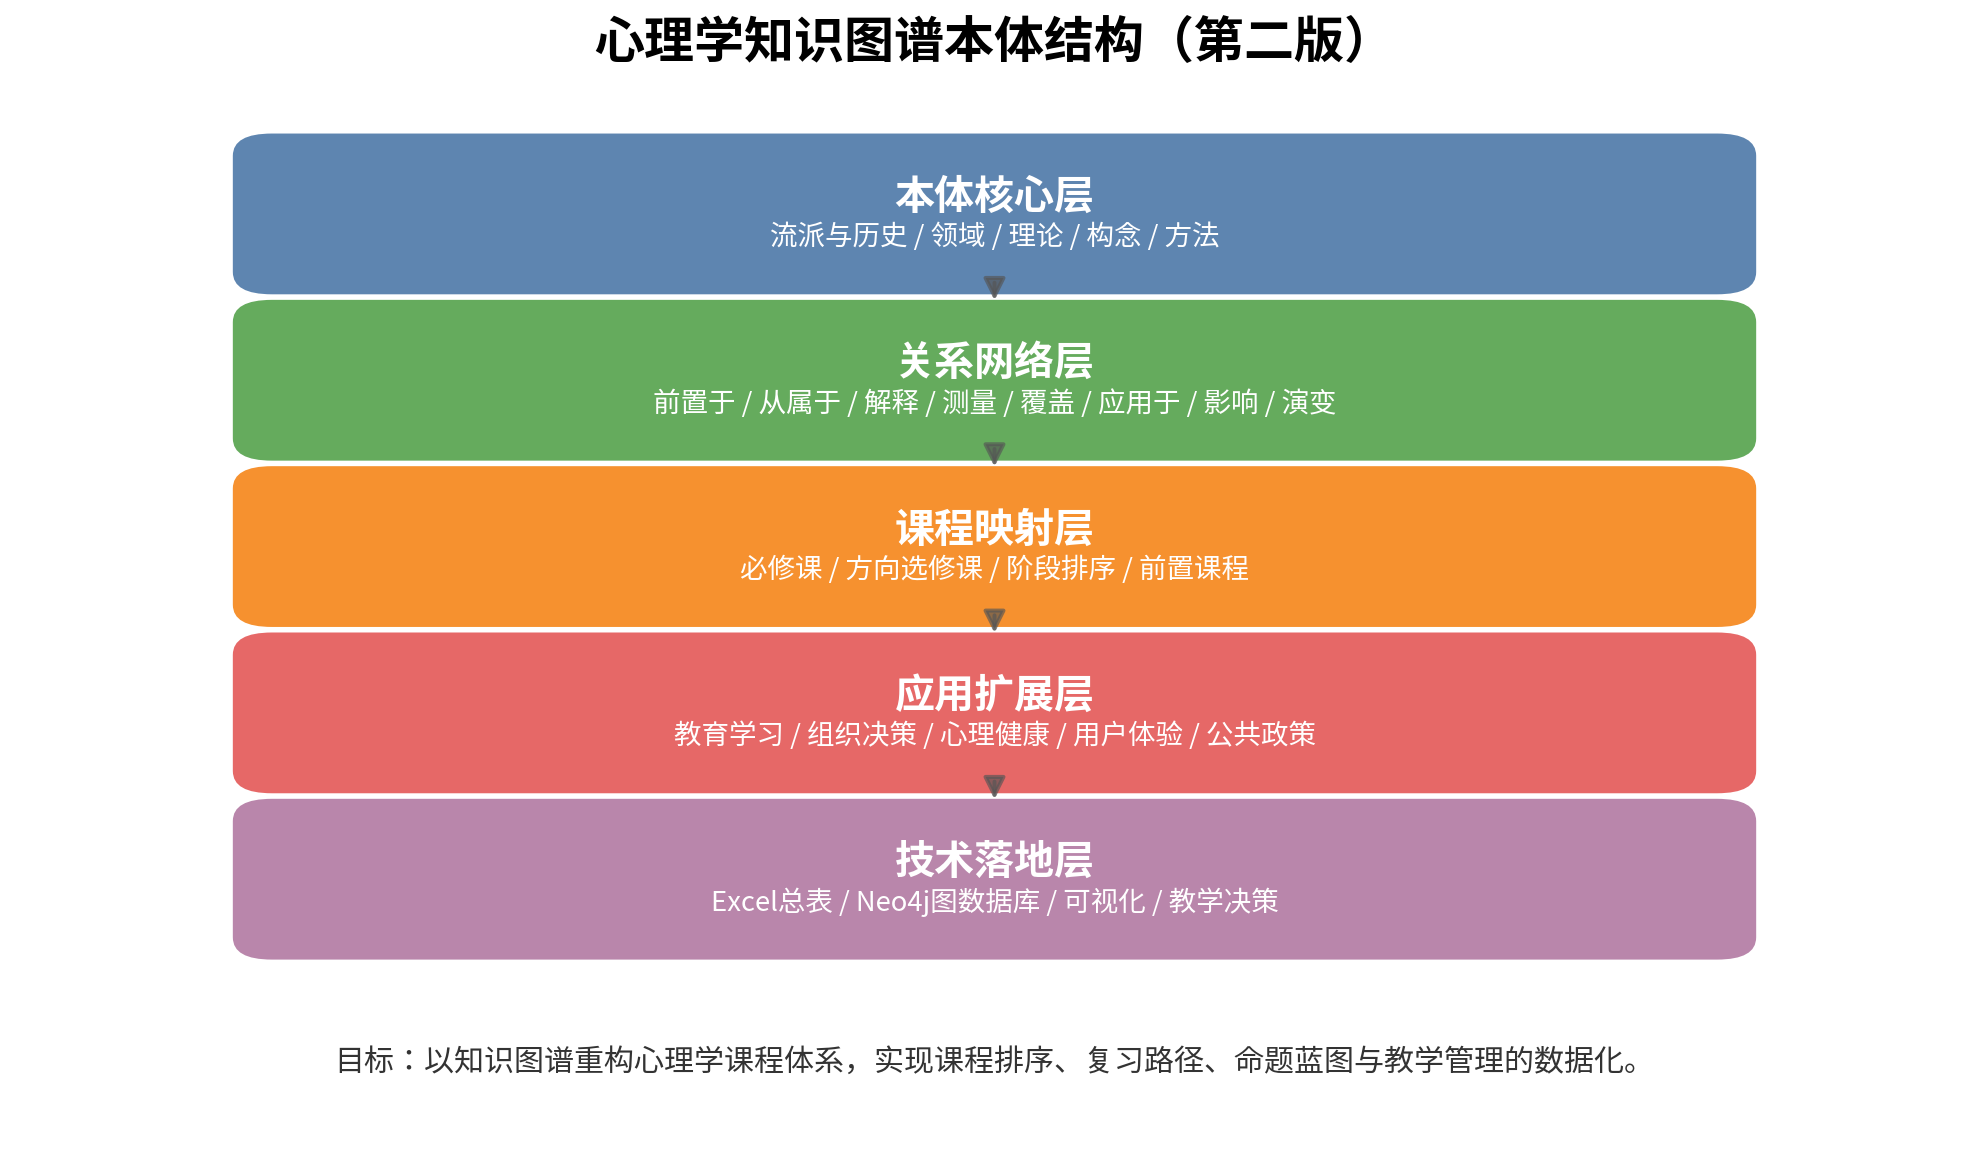 心理学知识图谱本体结构（第二版）
本体核心层
流派与历史 / 领域 / 理论 / 构念 / 方法
关系网络层
前置于 / 从属于 / 解释 / 测量 / 覆盖 / 应用于 / 影响 / 演变
课程映射层
必修课 / 方向选修课 / 阶段排序 / 前置课程
应用扩展层
教育学习 / 组织决策 / 心理健康 / 用户体验 / 公共政策
技术落地层
Excel总表 / Neo4j图数据库 / 可视化 / 教学决策
目标：以知识图谱重构心理学课程体系，实现课程排序、复习路径、命题蓝图与教学管理的数据化。